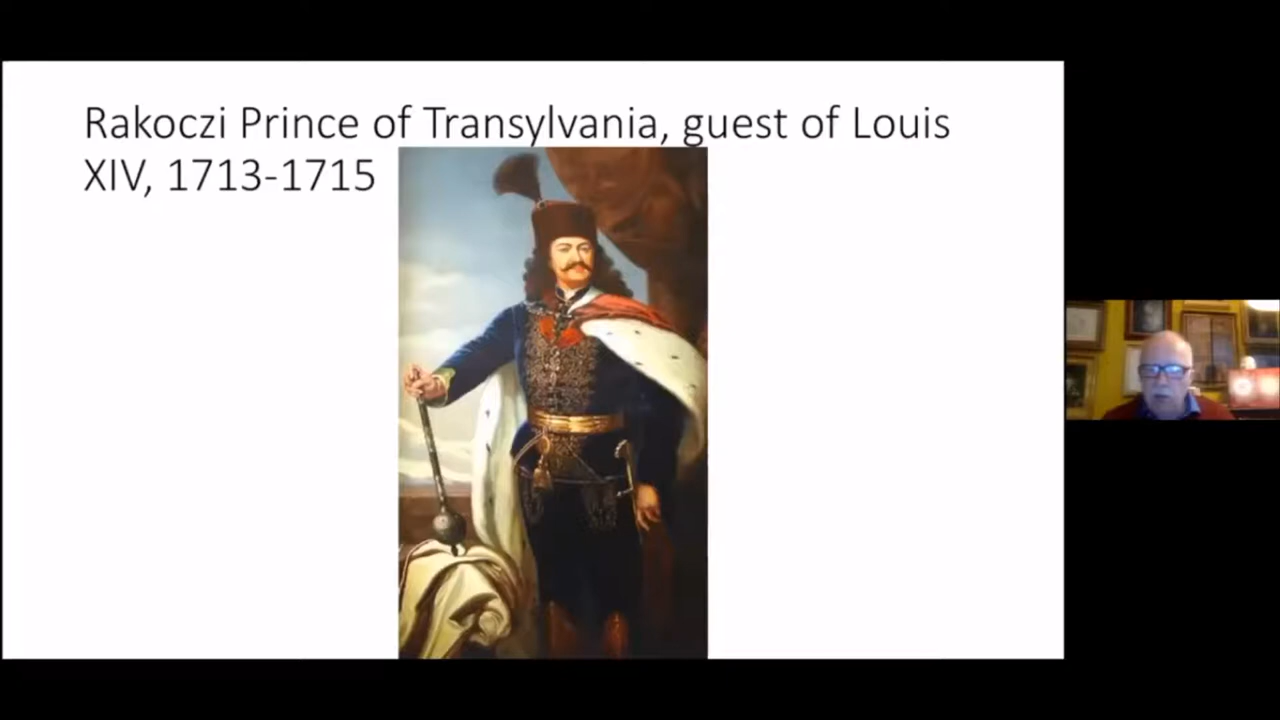 Rakoczi Prince of Transylvania, guest of Louis
XIV, 1713-1715